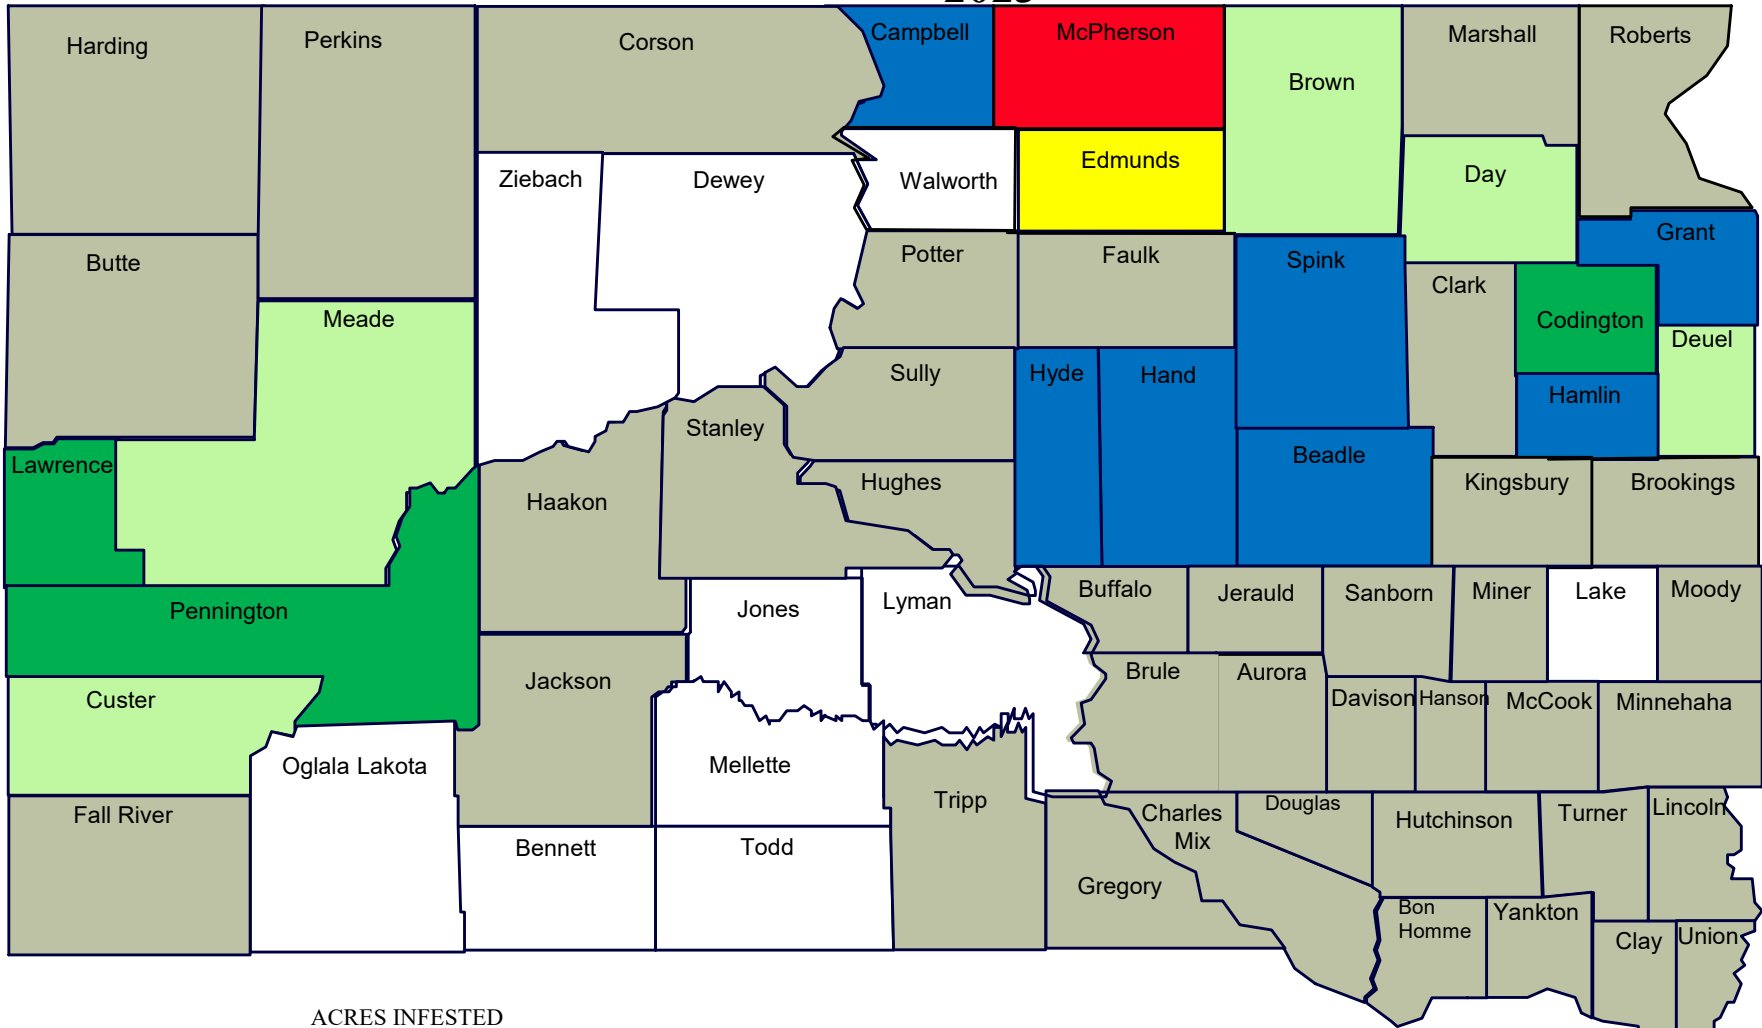 Harding
Perkins
Corson
Campbell
McPherson
Brown
Marshall
Roberts
Ziebach
Dewey
Walworth
Edmunds
Day
Grant
Butte
Potter
Faulk
Spink
Clark
Codington
Meade
Deuel
Sully
Hyde
Hand
Hamlin
Stanley
Lawrence
Beadle
Haakon
Hughes
Kingsbury
Brookings
Pennington
Jones
Lyman
Buffalo
Jerauld
Sanborn
Miner
Lake
Moody
Custer
Jackson
Brule
Aurora
Davison
Hanson
McCook
Minnehaha
Oglala Lakota
Mellette
Tripp
Fall River
Charles
Mix
Douglas
Hutchinson
Turner
Lincoln
Bennett
Todd
Gregory
Bon
Homme
Yankton
Clay
Union
ACRES INFESTED